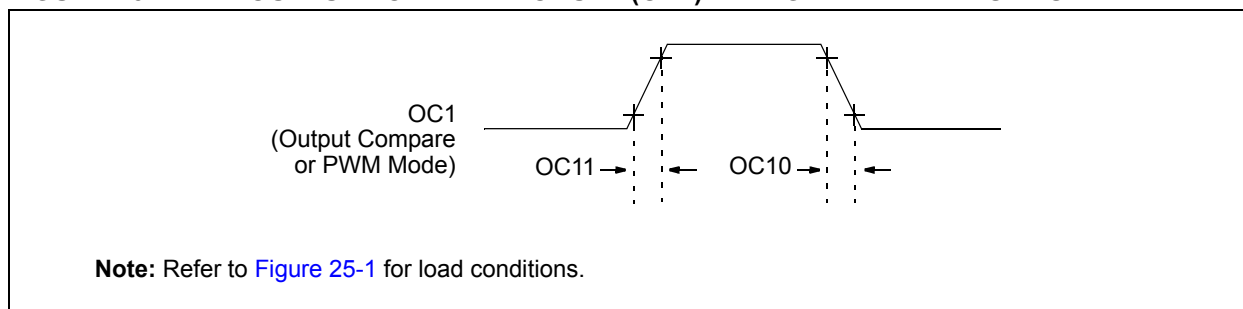 OC1
(Output Compare
or PWM Mode)
OC11
OC10
Note: Refer to Figure 25-1 for load conditions.